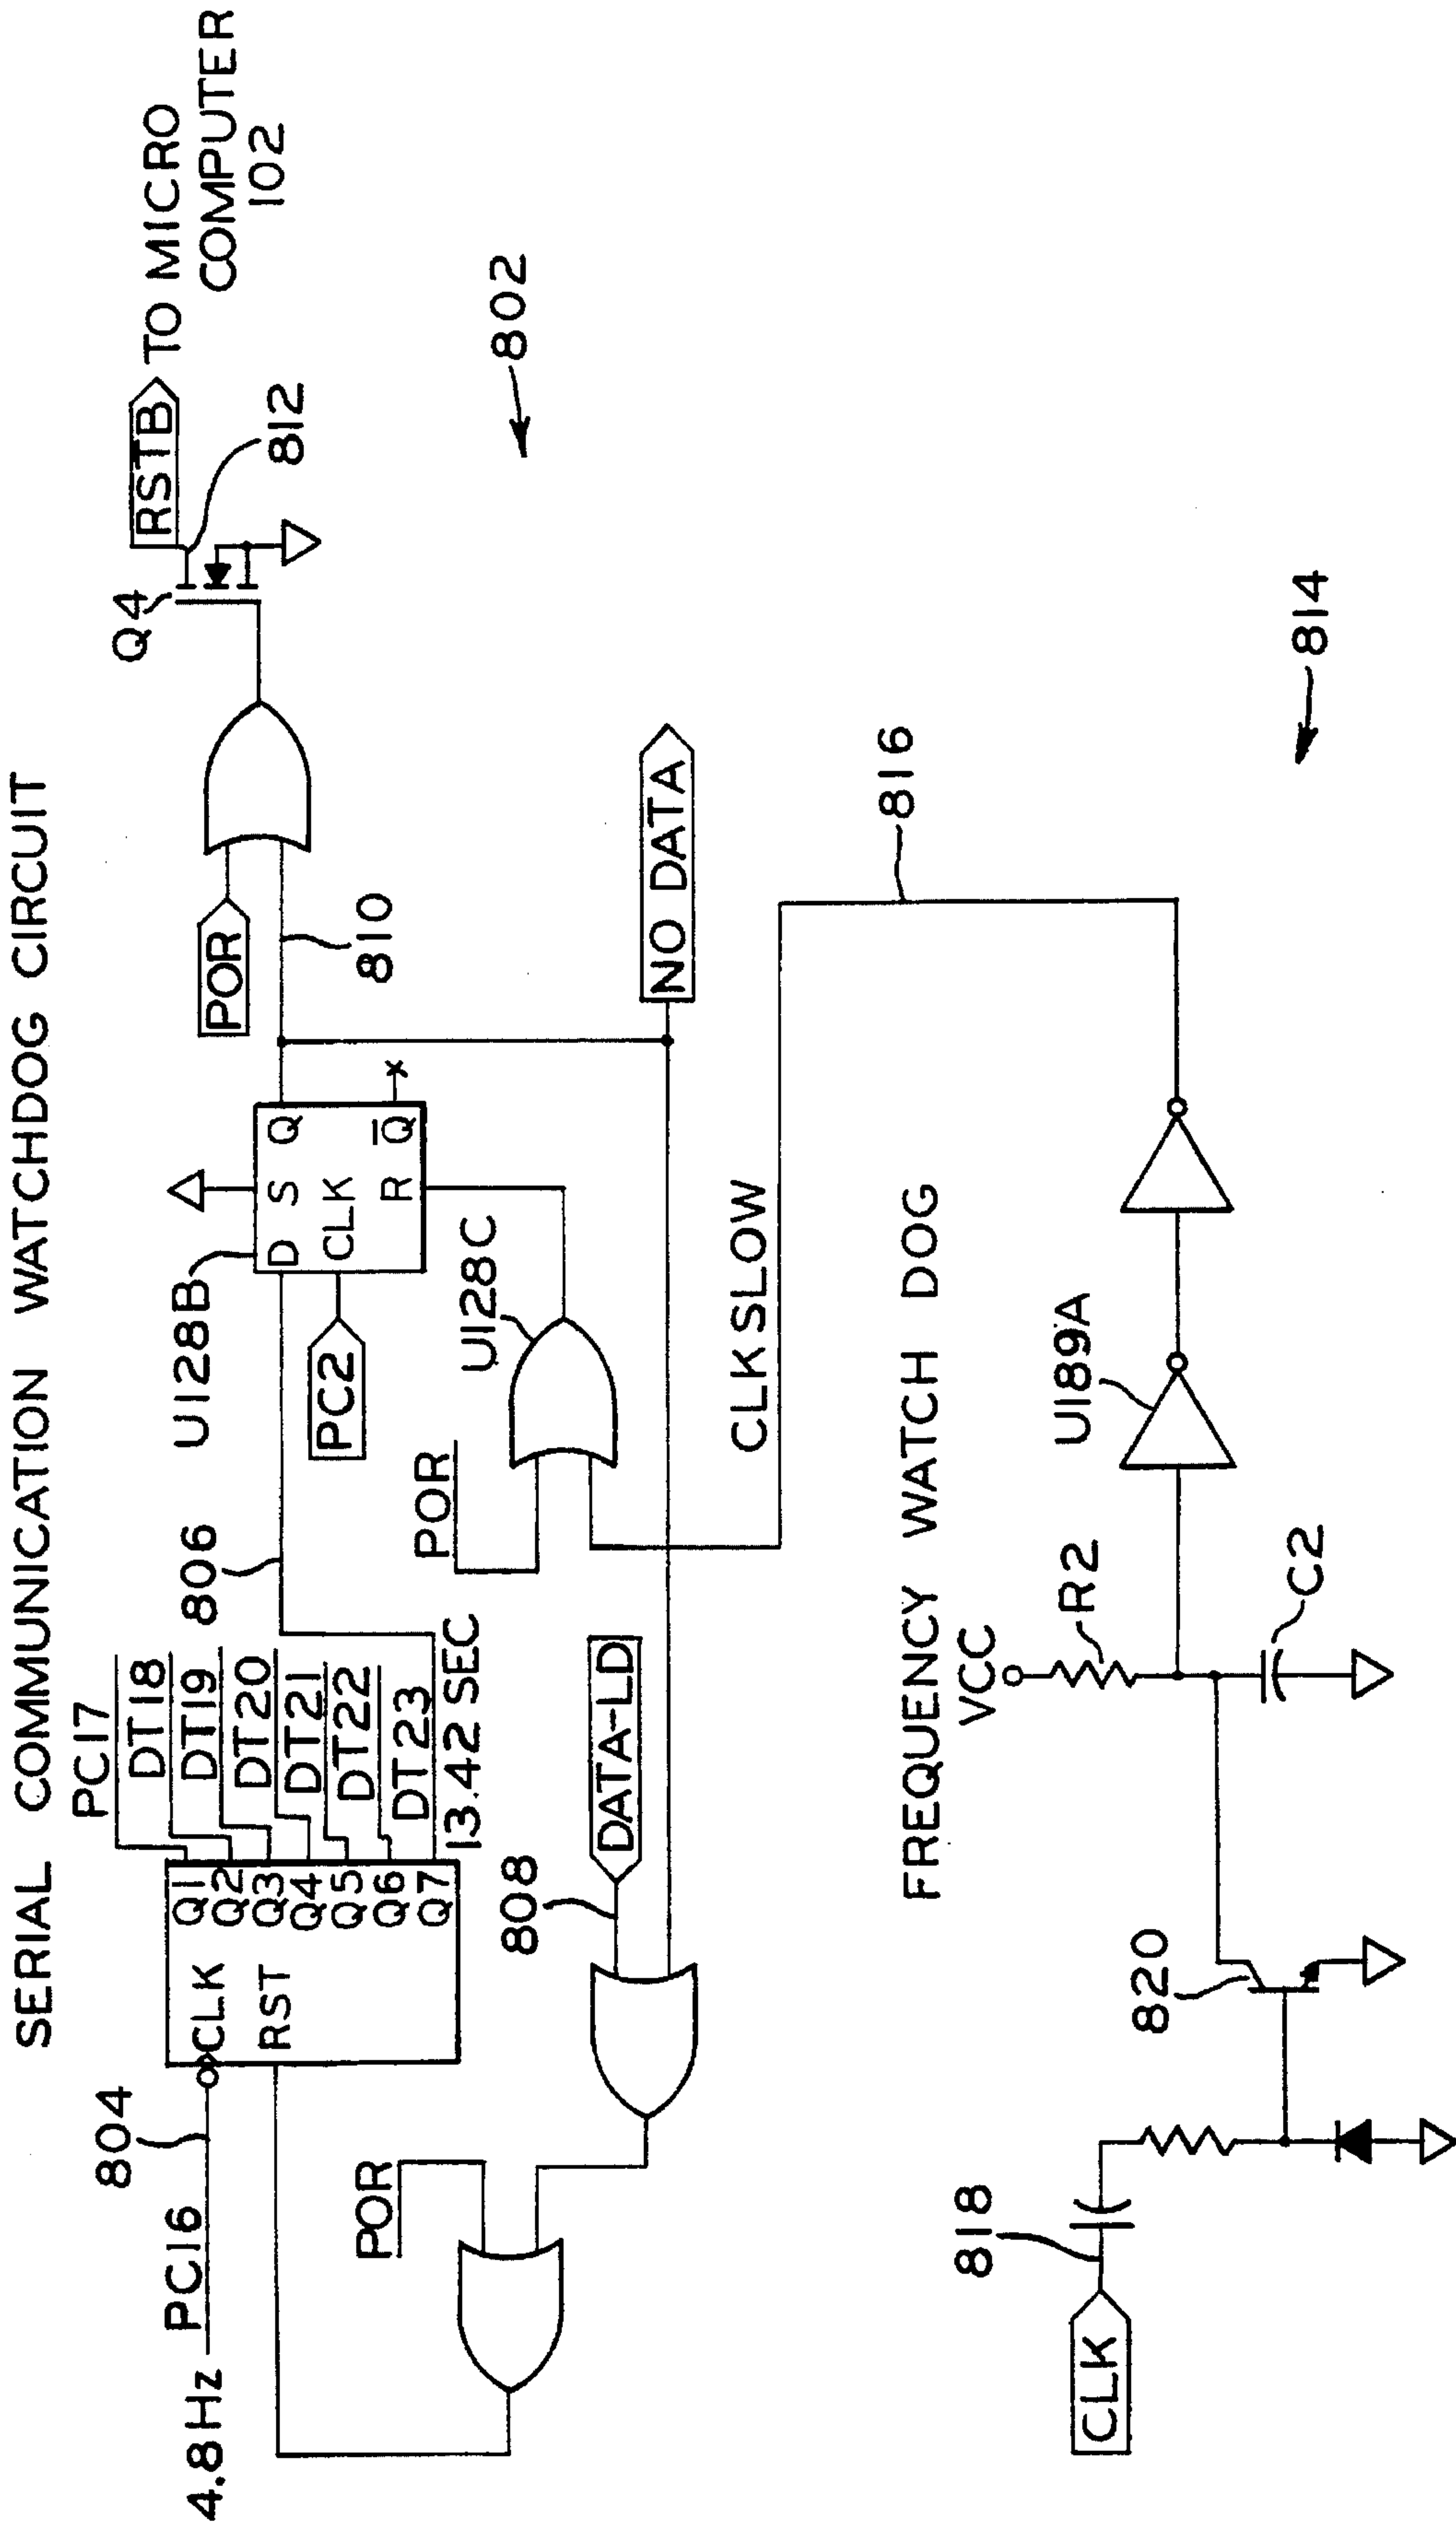 SERIAL COMMUNICATION WATCHDOG CIRCUIT
4.8Hz PC16
804
CLK
RST
Q1
Q2
Q3
Q4
Q5
Q6
Q7
PC17
DT18
DT19
DT20
DT21
DT22
DT23
13.42 SEC
806
U128B
D S Q
CLK
R Q
x
PC2
POR
810
Q4
RSTB
TO MICRO
COMPUTER
102
812
802
POR
808
DATA-LD
POR
U128C
NO DATA
CLK SLOW
816
FREQUENCY WATCH DOG
VCC
R2
C2
U189A
CLK
818
820
814